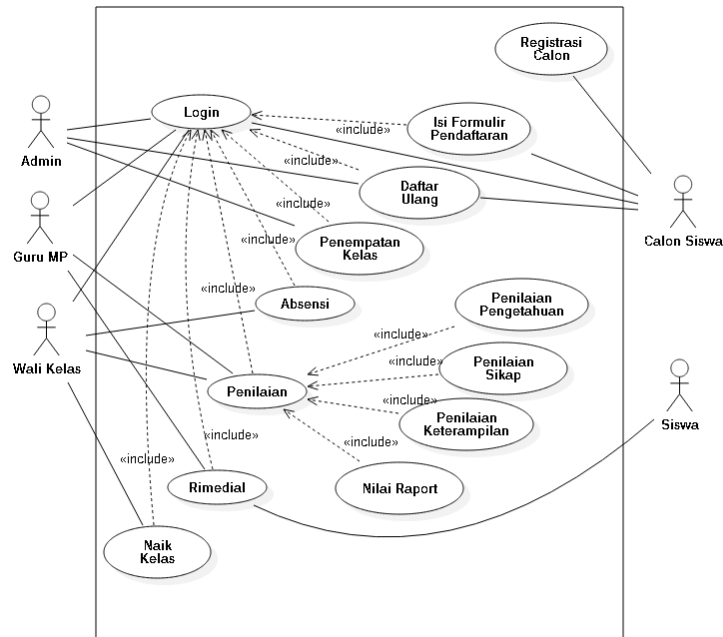 Registrasi
Calon
Login
«include»
Isi Formulir
Pendaftaran
Admin
«include»
Daftar
Ulang
Guru MP
«include»
«include»
Penempatan
Kelas
Calon Siswa
«include»
Absensi
Penilaian
Pengetahuan
«include»
Wali Kelas
«include»
Penilaian
Sikap
Penilaian
«include»
Penilaian
Keterampilan
Siswa
«include»
«include»
«include»
Rimedial
Nilai Raport
Naik
Kelas